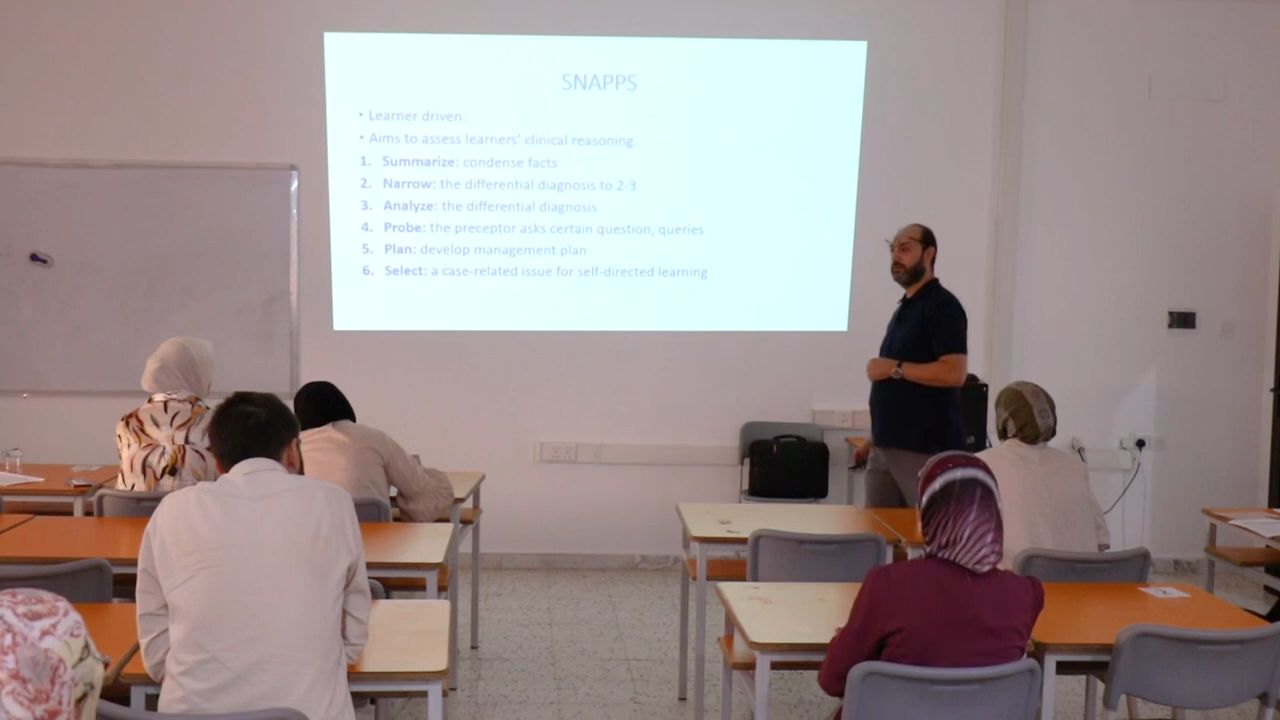 SNAPPS
• Learner driven:
• Aims to assess learners' clinical reasoning.
1. Summarize: condense facts
2. Narrow: the differential diagnosis to 2-3
3. Analyze: the differential diagnosis
4. Probe: the preceptor asks certain question, queries
5. Plan: develop management plan
6. Select: a case-related issue for self-directed learning